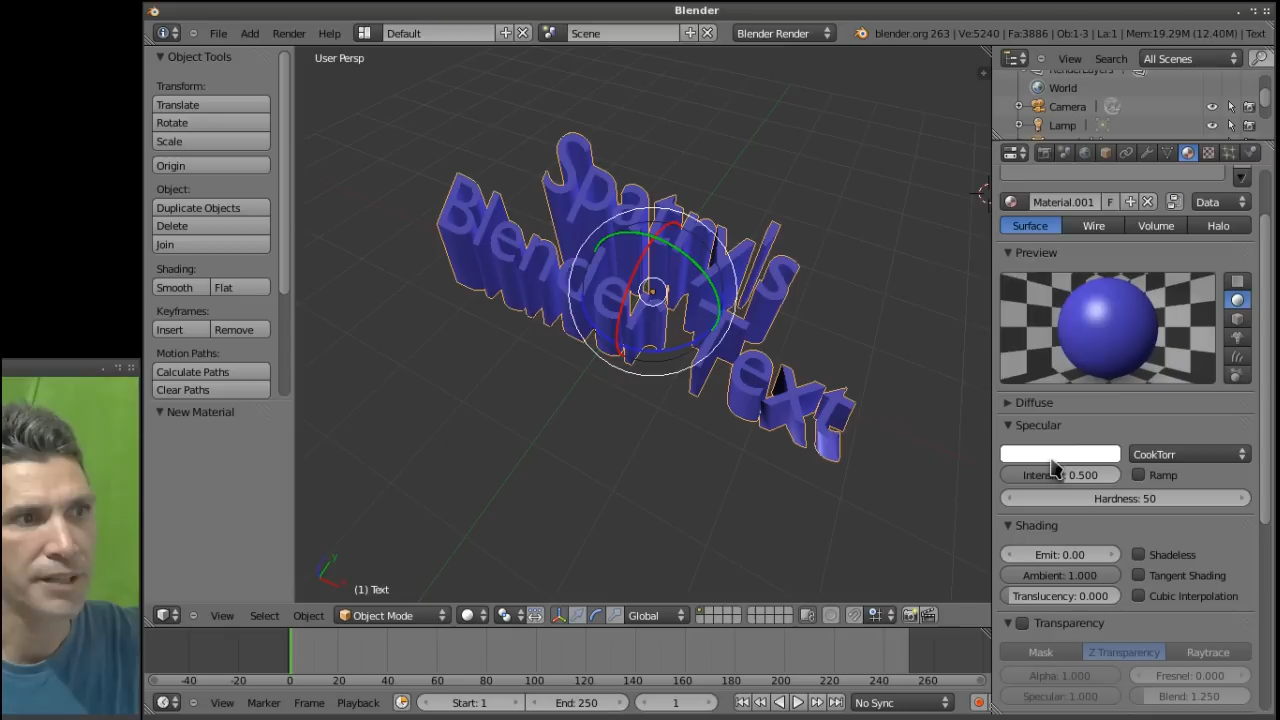 Blender
File Add Render Help Default Scene Blender Render blender.org 263 | Ve:5240 | Fa:3886 | Ob:1-3 | La:1 | Mem:19.29M (12.40M) | Text
Object Tools
Transform:
Translate
Rotate
Scale
Origin
Object:
Duplicate Objects
Delete
Join
Shading:
Smooth Flat
Keyframes:
Insert Remove
Motion Paths:
Calculate Paths
Clear Paths
New Material
User Persp
Blender Text
(1) Text
View Select Object Object Mode Global
-40 -20 0 20 40 60 80 100 120 140 160 180 200 220 240 260
View Marker Frame Playback Start: 1 End: 250 1 No Sync
View Search All Scenes
RenderLayers
World
Camera
Lamp
Material.001 F Data
Surface Wire Volume Halo
Preview
Diffuse
Specular
CookTorr
0.500 Ramp
Hardness: 50
Shading
Emit: 0.00 Shadeless
Ambient: 1.000 Tangent Shading
Translucency: 0.000 Cubic Interpolation
Transparency
Mask Z Transparency Raytrace
Alpha: 1.000 Fresnel: 0.000
Specular: 1.000 Blend: 1.250